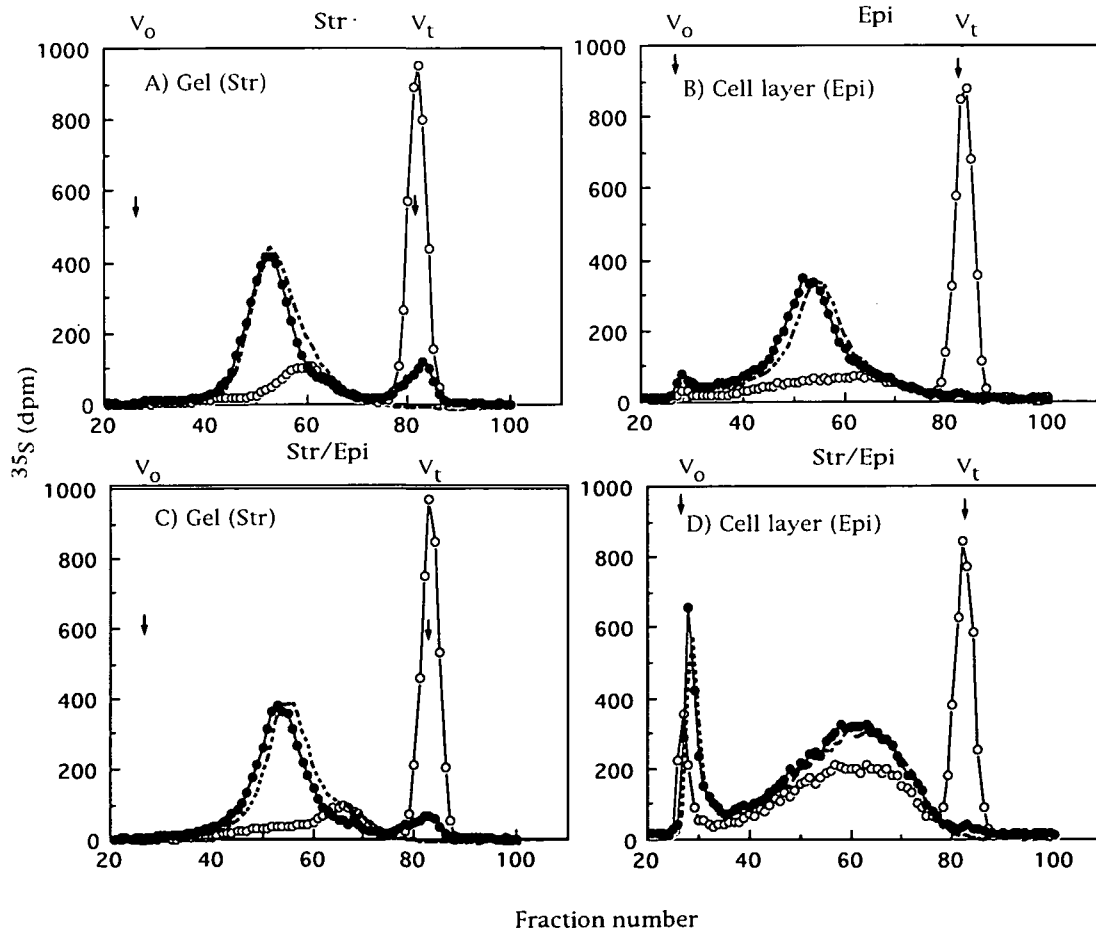 Vo Str · Vt
Epi
Vo Vt
1000
A) Gel (Str)
800
600
400
200
0
20 40 60 80 100
1000
B) Cell layer (Epi)
800
600
400
200
0
20 40 60 80 100
35S (dpm)
Str/Epi
Vo Vt
1000
C) Gel (Str)
800
600
400
200
0
20 40 60 80 100
Str/Epi
Vo Vt
1000
D) Cell layer (Epi)
800
600
400
200
0
20 40 60 80 100
Fraction number